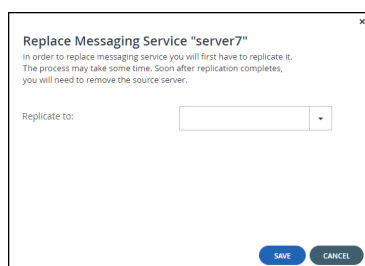 ×
Replace Messaging Service "server7"
In order to replace messaging service you will first have to replicate it.
The process may take some time. Soon after replication completes,
you will need to remove the source server.
Replicate to:
SAVE CANCEL